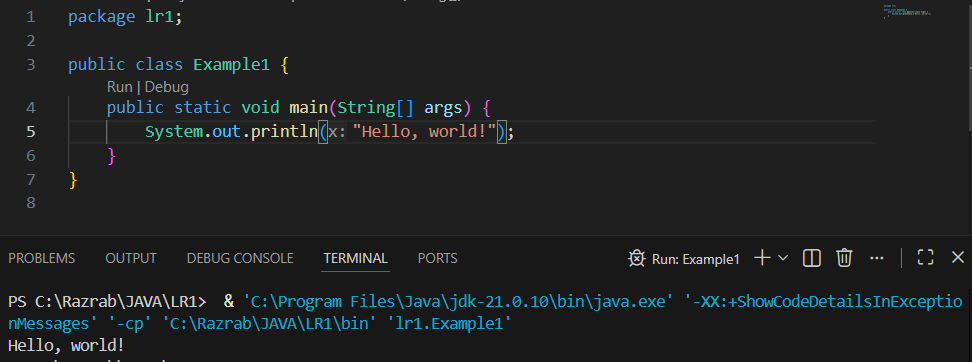 1 package lr1;
2
3 public class Example1 {
Run | Debug
4 public static void main(String[] args) {
5 System.out.println(x: "Hello, world!");
6 }
7 }
8
PROBLEMS OUTPUT DEBUG CONSOLE TERMINAL PORTS Run: Example1
PS C:\Razrab\JAVA\LR1> & 'C:\Program Files\Java\jdk-21.0.10\bin\java.exe' '-XX:+ShowCodeDetailsInExceptio
nMessages' '-cp' 'C:\Razrab\JAVA\LR1\bin' 'lr1.Example1'
Hello, world!